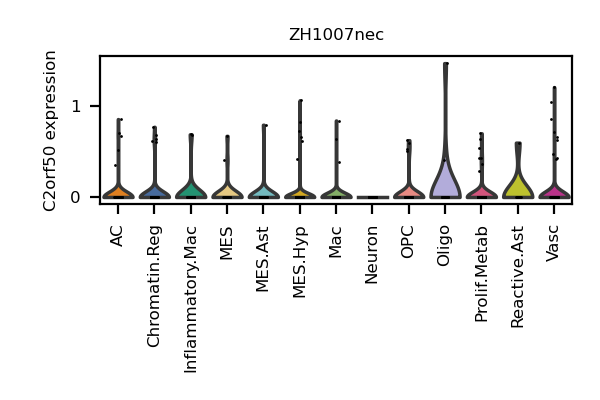 ZH1007nec
C2orf50 expression
1
0
AC
Chromatin.Reg
Inflammatory.Mac
MES
MES.Ast
MES.Hyp
Mac
Neuron
OPC
Oligo
Prolif.Metab
Reactive.Ast
Vasc